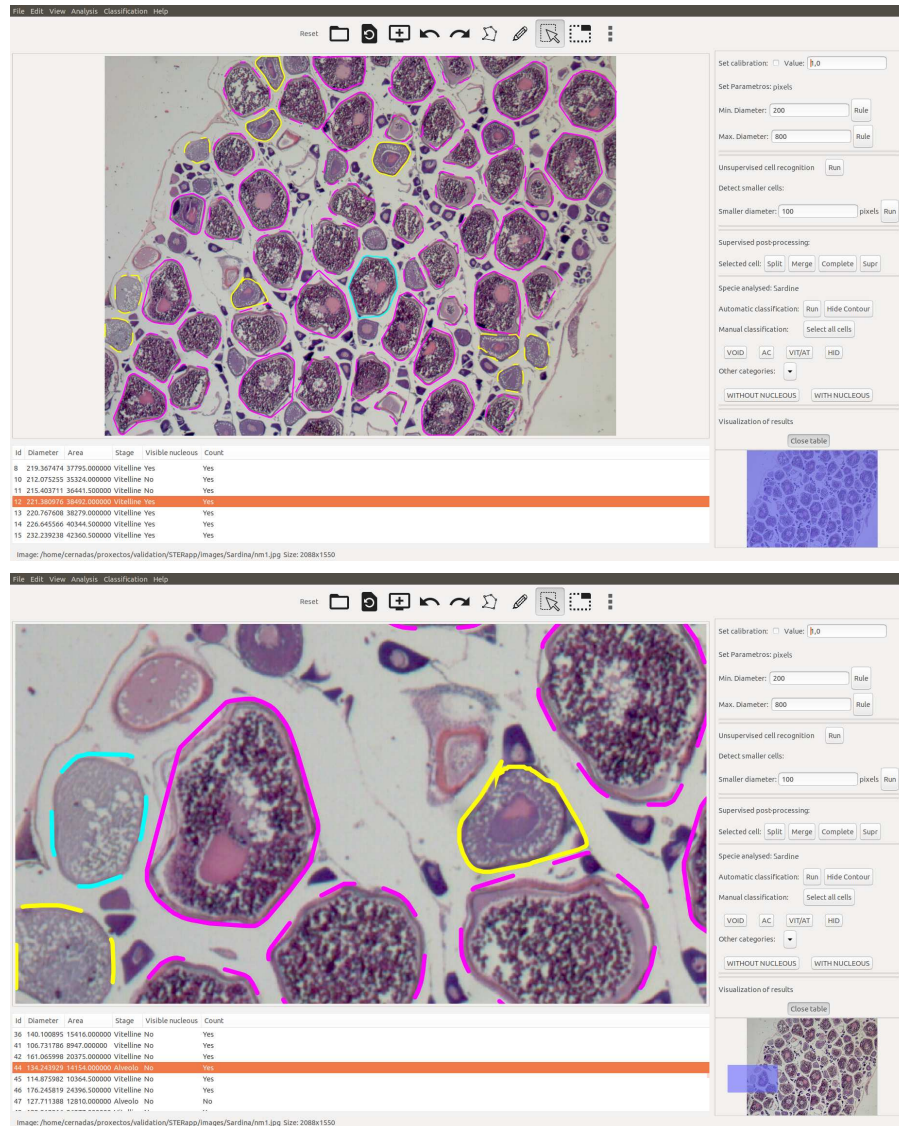 File Edit View Analysis Classification Help
Reset
Set calibration: Value: 1,0
Set Parametros: pixels
Min. Diameter: 200 Rule
Max. Diameter: 800 Rule
Unsupervised cell recognition Run
Detect smaller cells:
Smaller diameter: 100 pixels Run
Supervised post-processing:
Selected cell: Split Merge Complete Supr
Specie analysed: Sardine
Automatic classification: Run Hide Contour
Manual classification: Select all cells
VOID AC VIT/AT HID
Other categories:
WITHOUT NUCLEOUS WITH NUCLEOUS
Visualization of results
Close table
Id Diameter Area Stage Visible nucleous Count
8 219.367474 37795.000000 Vitelline Yes Yes
10 212.075255 35324.000000 Vitelline No Yes
11 215.403711 36441.500000 Vitelline No Yes
12 221.380976 38492.000000 Vitelline Yes Yes
13 220.767608 38279.000000 Vitelline Yes Yes
14 226.645566 40344.500000 Vitelline Yes Yes
15 232.239238 42360.500000 Vitelline Yes Yes
Image: /home/cernadas/proxectos/validation/STERapp/images/Sardina/nm1.jpg Size: 2088x1550
File Edit View Analysis Classification Help
Reset
Set calibration: Value: 1,0
Set Parametros: pixels
Min. Diameter: 200 Rule
Max. Diameter: 800 Rule
Unsupervised cell recognition Run
Detect smaller cells:
Smaller diameter: 100 pixels Run
Supervised post-processing:
Selected cell: Split Merge Complete Supr
Specie analysed: Sardine
Automatic classification: Run Hide Contour
Manual classification: Select all cells
VOID AC VIT/AT HID
Other categories:
WITHOUT NUCLEOUS WITH NUCLEOUS
Visualization of results
Close table
Id Diameter Area Stage Visible nucleous Count
36 140.100895 15416.000000 Vitelline No Yes
41 106.731786 8947.000000 Vitelline No Yes
42 161.065998 20375.000000 Vitelline No Yes
44 134.243929 14154.000000 Alveolo No Yes
45 114.875982 10364.500000 Vitelline No Yes
46 176.245819 24396.500000 Vitelline No Yes
47 127.711388 12810.000000 Alveolo No No
Image: /home/cernadas/proxectos/validation/STERapp/images/Sardina/nm1.jpg Size: 2088x1550